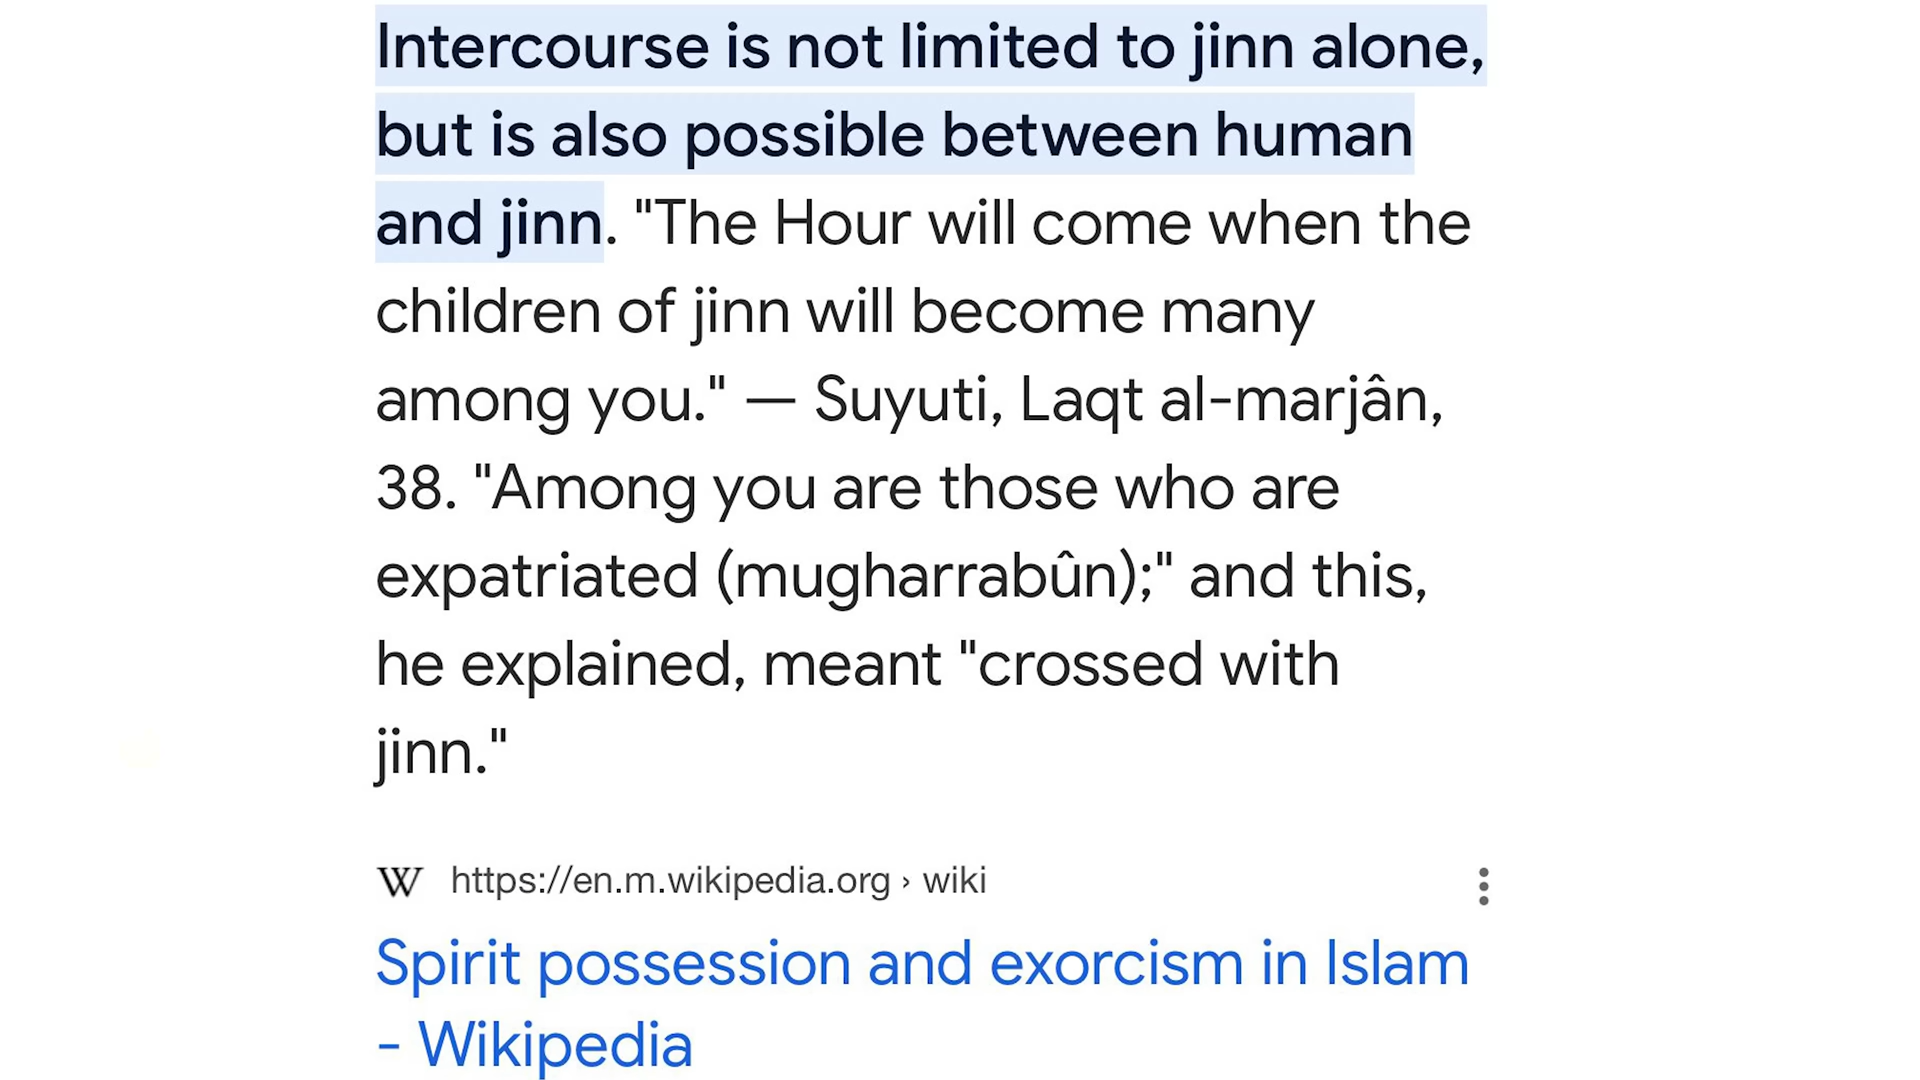 Intercourse is not limited to jinn alone,
but is also possible between human
and jinn. "The Hour will come when the
children of jinn will become many
among you." — Suyuti, Laqt al-marjân,
38. "Among you are those who are
expatriated (mugharrabûn);" and this,
he explained, meant "crossed with
jinn."
W https://en.m.wikipedia.org › wiki
Spirit possession and exorcism in Islam
- Wikipedia